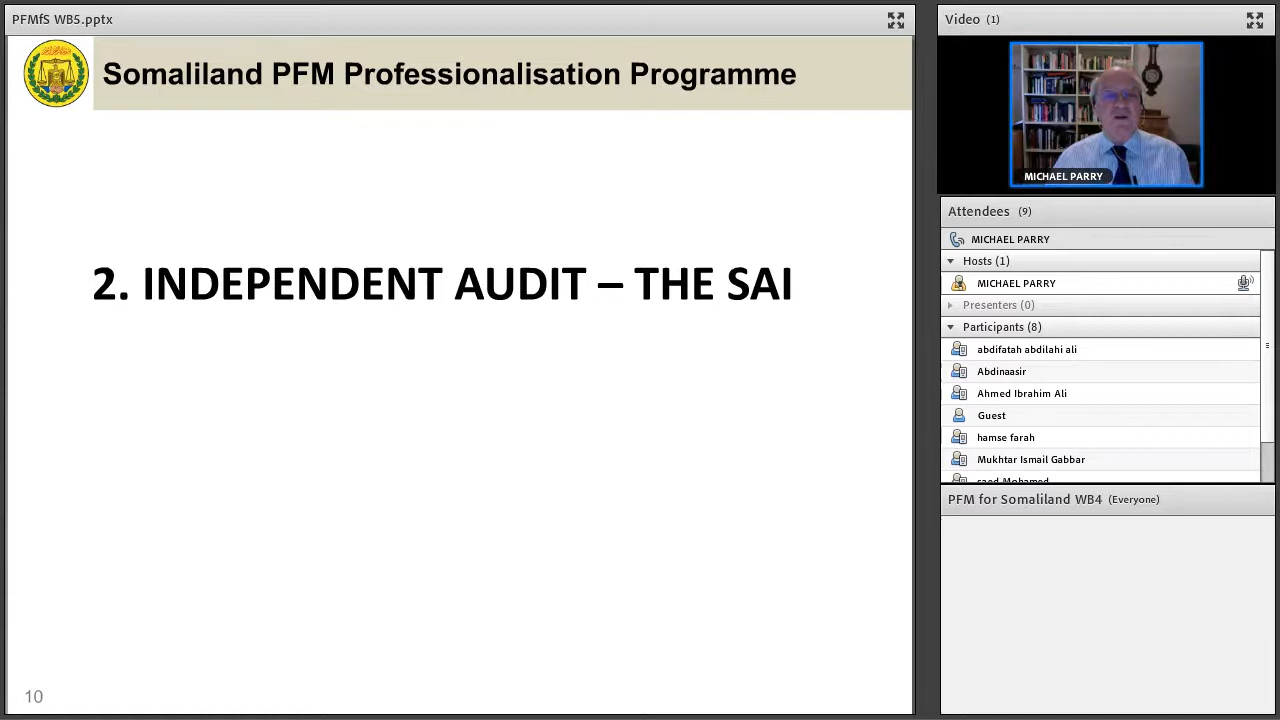 PFMfS WB5.pptx
Somaliland PFM Professionalisation Programme
2. INDEPENDENT AUDIT – THE SAI
10
Video (1)
MICHAEL PARRY
Attendees (9)
MICHAEL PARRY
Hosts (1)
MICHAEL PARRY
Presenters (0)
Participants (8)
abdifatah abdilahi ali
Abdinaasir
Ahmed Ibrahim Ali
Guest
hamse farah
Mukhtar Ismail Gabbar
saed Mohamed
PFM for Somaliland WB4 (Everyone)